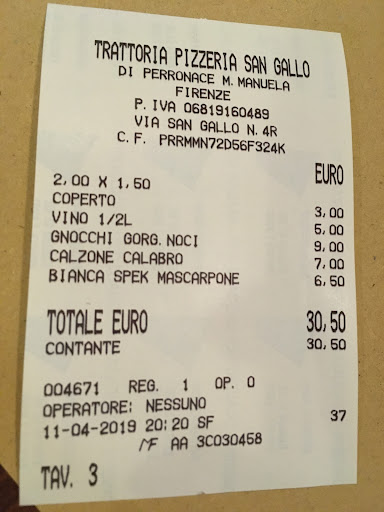 TRATTORIA PIZZERIA SAN GALLO
DI PERRONACE M. MANUELA
FIRENZE
P. IVA 06819160489
VIA SAN GALLO N. 4R
C.F. PRRMMN72D56F324K
EURO
2,00 X 1,50
COPERTO 3,00
VINO 1/2L 5,00
GNOCCHI GORG.NOCI 9,00
CALZONE CALABRO 7,00
BIANCA SPEK MASCARPONE 6,50
TOTALE EURO 30,50
CONTANTE 30,50
004671 REG. 1 OP. 0
OPERATORE: NESSUNO
11-04-2019 20:20 SF 37
MF AA 3C030458
TAV. 3